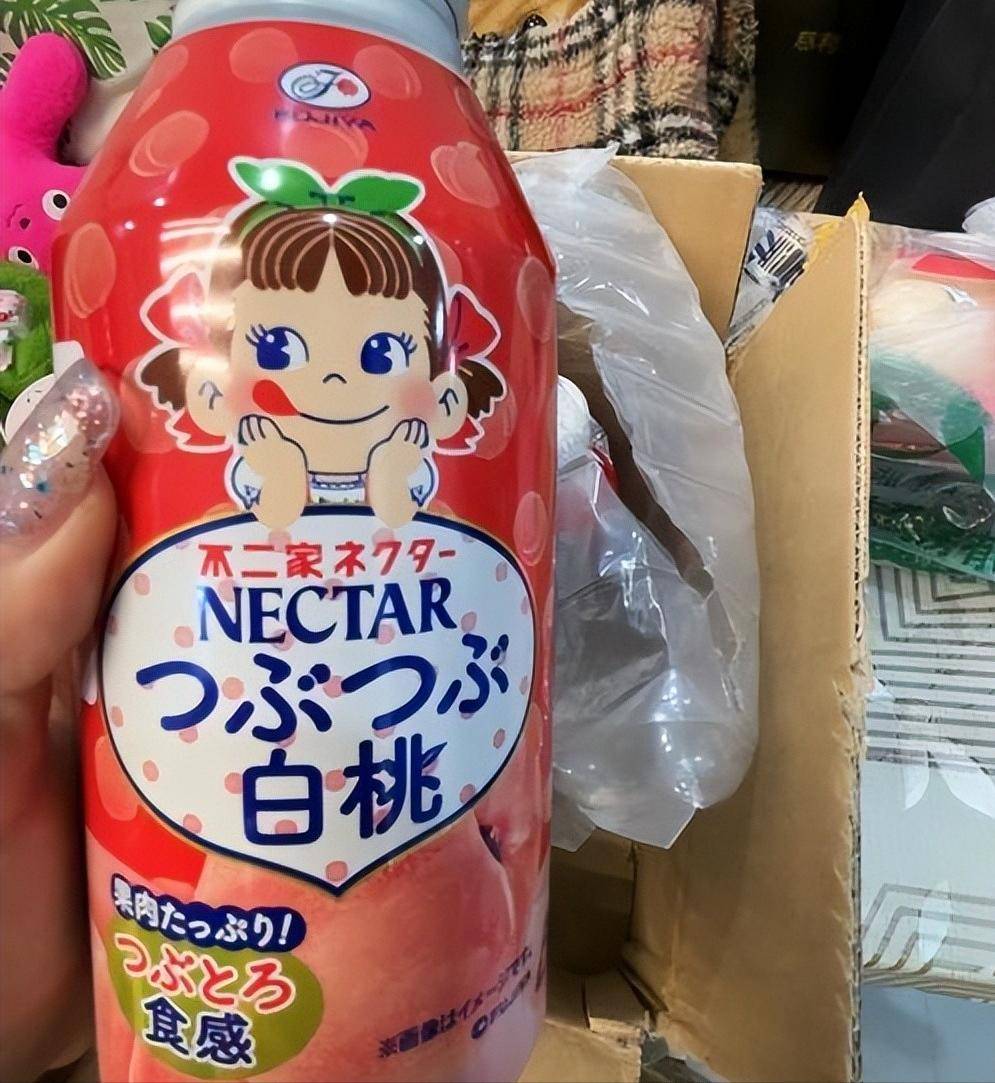 FUJIYA
不二家ネクター
NECTAR
つぶつぶ
白桃
果肉たっぷり!
つぶとろ
食感
※画像はイメージです。